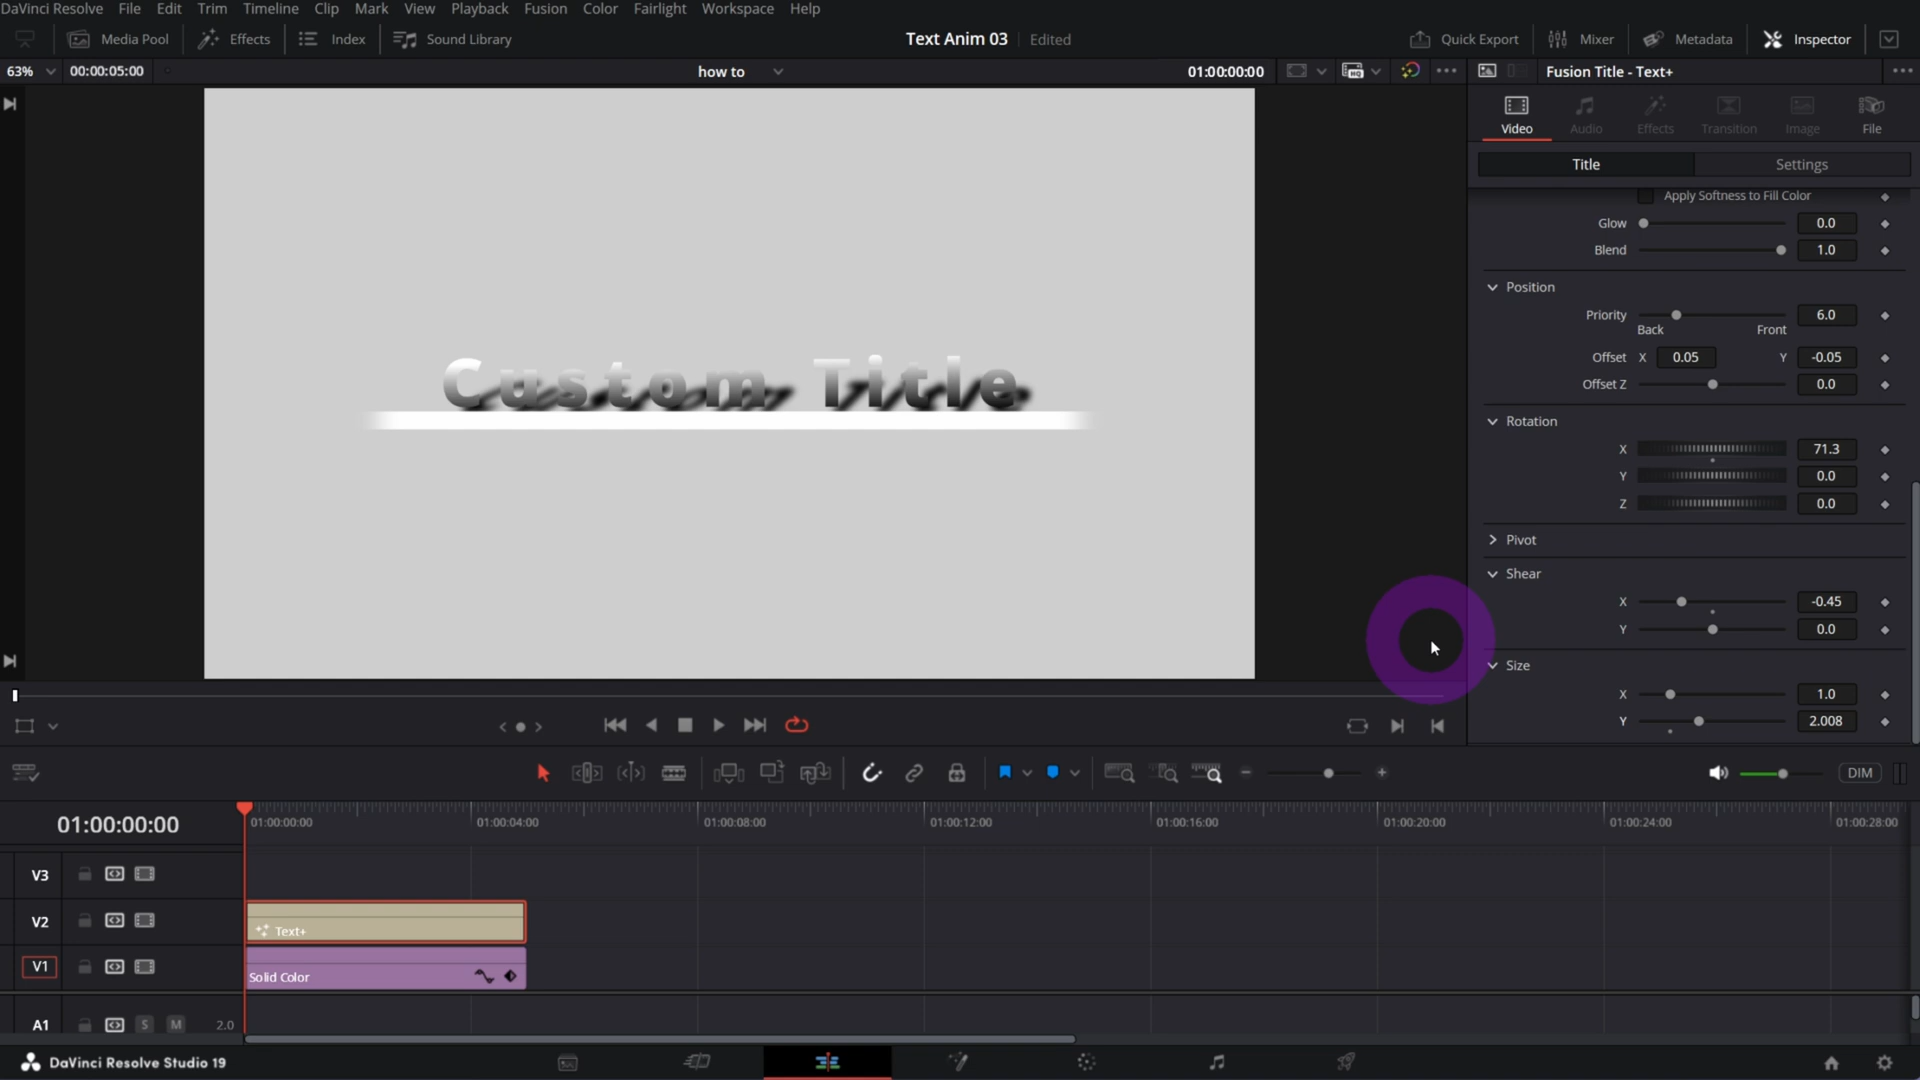 DaVinci Resolve File Edit Trim Timeline Clip Mark View Playback Fusion Color Fairlight Workspace Help
Media Pool Effects Index Sound Library Text Anim 03 Edited Quick Export Mixer Metadata Inspector
63% 00:00:05:00 how to 01:00:00:00 HQ Fusion Title - Text+
Video Audio Effects Transition Image File
Title Settings
Apply Softness to Fill Color
Glow 0.0
Blend 1.0
Position
Priority 6.0
Back Front
Offset X 0.05 Y -0.05
Offset Z 0.0
Custom Title
Rotation
X 71.3
Y 0.0
Z 0.0
Pivot
Shear
X -0.45
Y 0.0
Size
X 1.0
Y 2.008
DIM
01:00:00:00 01:00:00:00 01:00:04:00 01:00:08:00 01:00:12:00 01:00:16:00 01:00:20:00 01:00:24:00 01:00:28:00
V3
V2 Text+
V1 Solid Color
A1 S M 2.0
DaVinci Resolve Studio 19